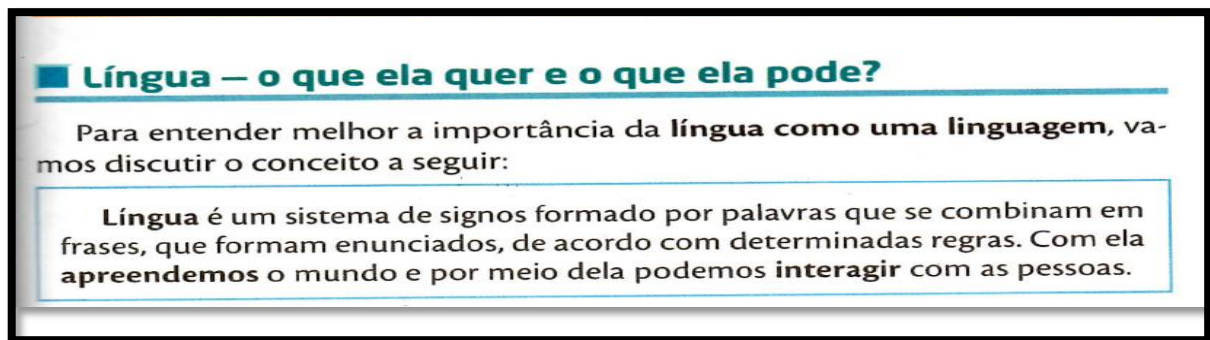 Língua – o que ela quer e o que ela pode?
Para entender melhor a importância da língua como uma linguagem, va-
mos discutir o conceito a seguir:
Língua é um sistema de signos formado por palavras que se combinam em
frases, que formam enunciados, de acordo com determinadas regras. Com ela
apreendemos o mundo e por meio dela podemos interagir com as pessoas.